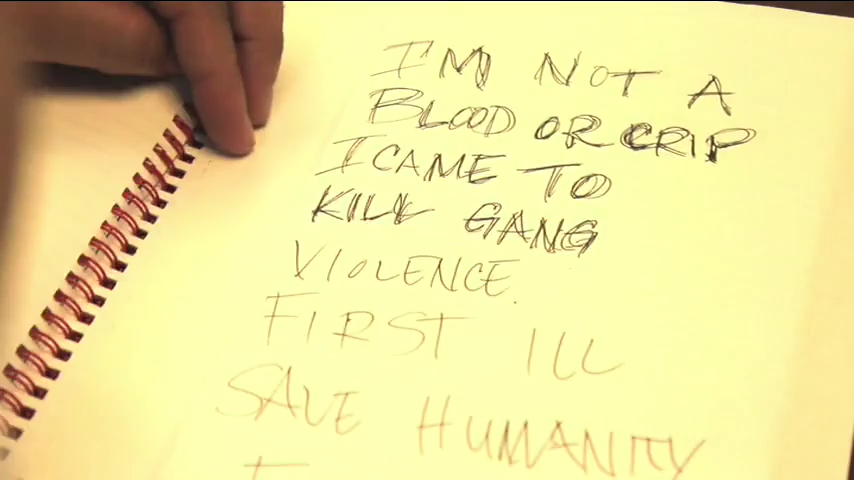 I'M NOT A
BLOOD OR CRIP
I CAME TO
KILL GANG
VIOLENCE.
FIRST ILL
SAVE HUMANITY